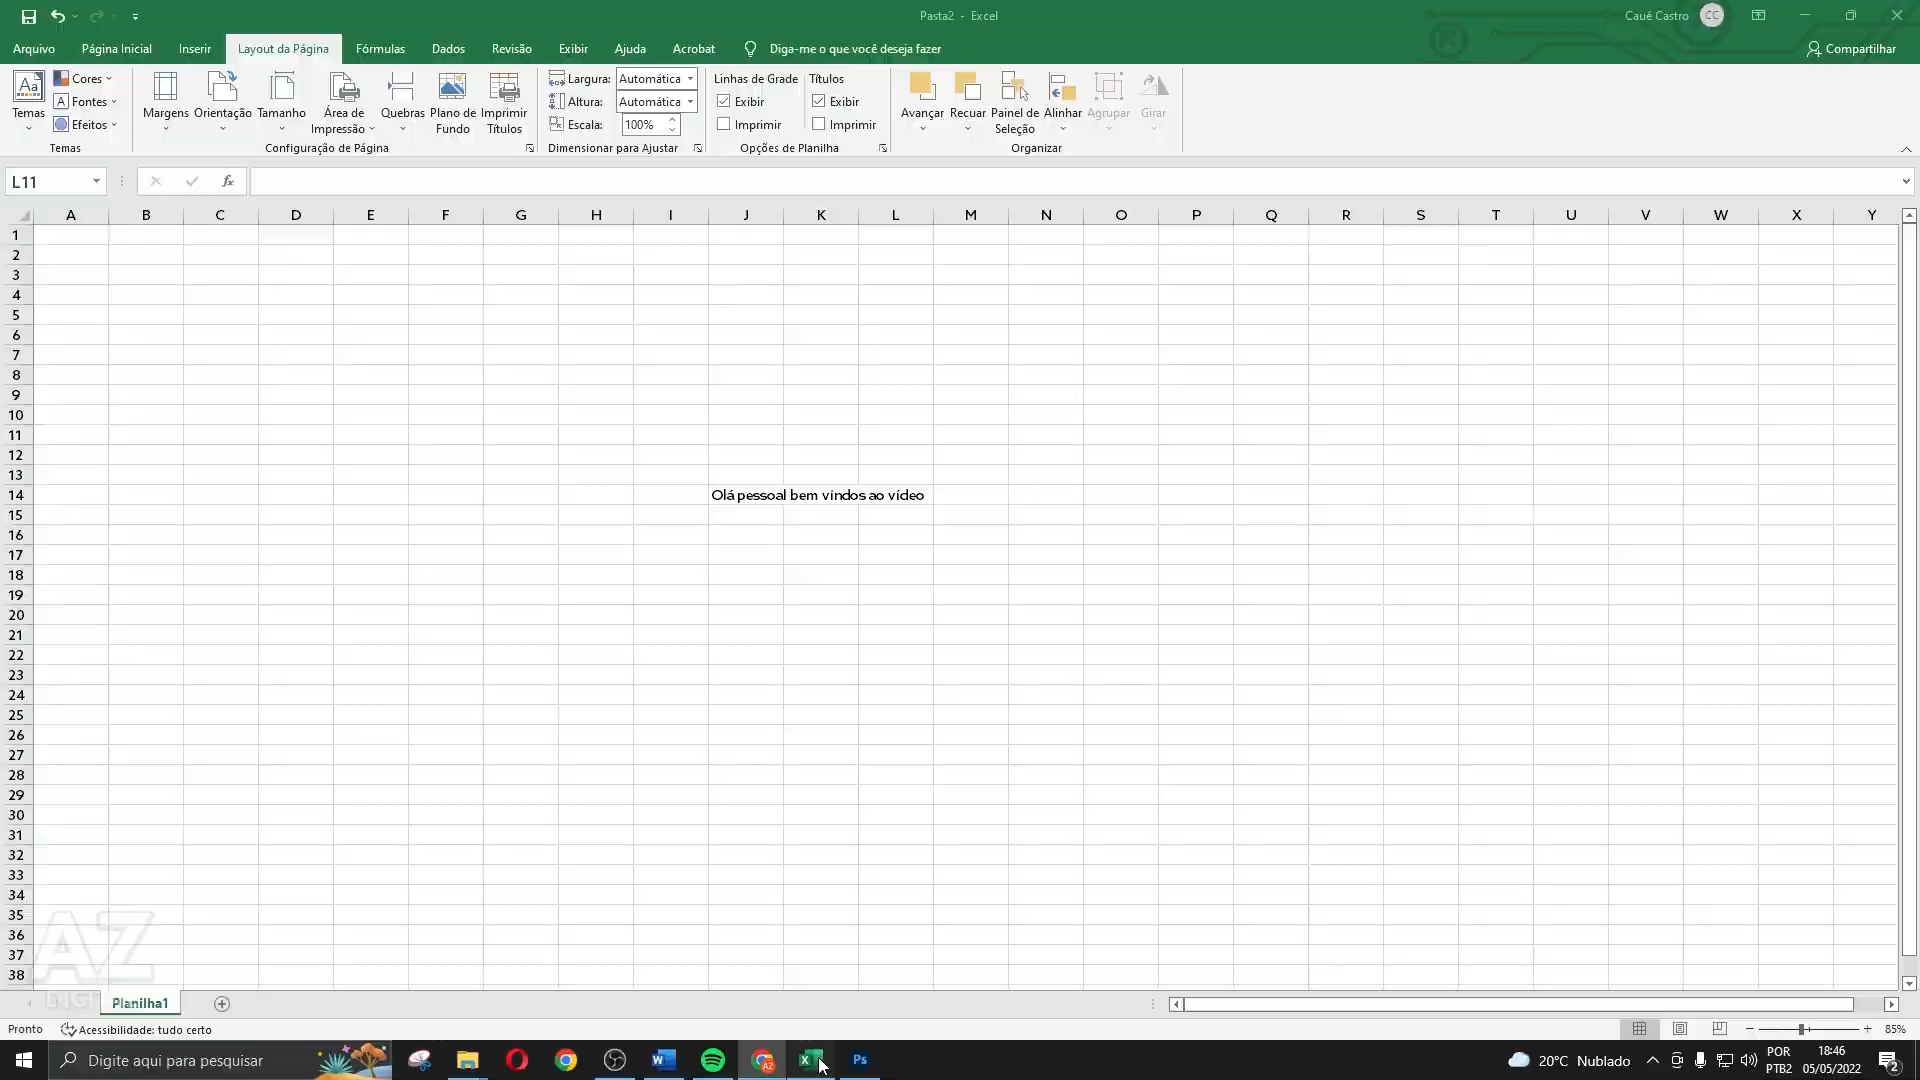 Pasta2 - Excel
Cauê Castro CC
Arquivo Página Inicial Inserir Layout da Página Fórmulas Dados Revisão Exibir Ajuda Acrobat Diga-me o que você deseja fazer Compartilhar
Aa Temas
Cores
A Fontes
Efeitos
Temas
Margens
Orientação
Tamanho
Área de Impressão
Quebras
Plano de Fundo
Imprimir Títulos
Configuração de Página
Largura: Automática
Altura: Automática
Escala: 100%
Dimensionar para Ajustar
Linhas de Grade
Exibir
Imprimir
Títulos
Exibir
Imprimir
Opções de Planilha
Avançar
Recuar
Painel de Seleção
Alinhar
Agrupar
Girar
Organizar
L11 fx
A B C D E F G H I J K L M N O P Q R S T U V W X Y
1
2
3
4
5
6
7
8
9
10
11
12
13
14 Olá pessoal bem vindos ao vídeo
15
16
17
18
19
20
21
22
23
24
25
26
27
28
29
30
31
32
33
34
35
36
37
38
AZ
Planilha1
Pronto Acessibilidade: tudo certo 85%
Digite aqui para pesquisar
W X Ps
20°C Nublado
POR
PTB2
18:46
05/05/2022
2